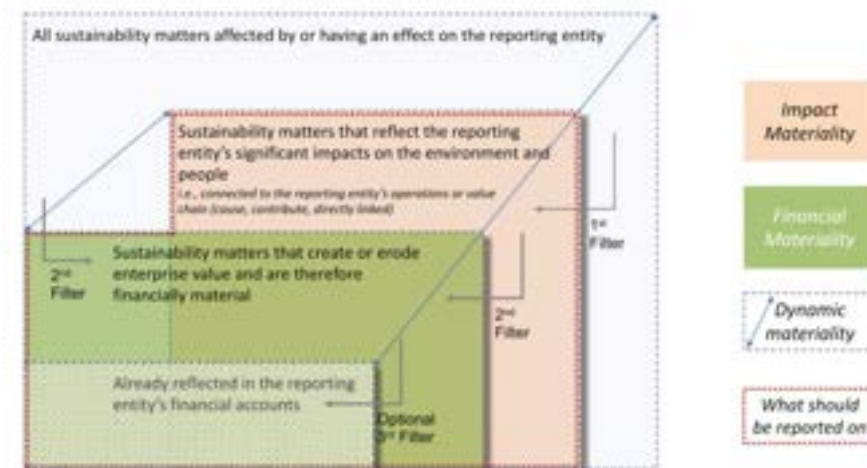 All sustainability matters affected by or having an effect on the reporting entity
Sustainability matters that reflect the reporting
entity's significant impacts on the environment and
people
i.e., connected to the reporting entity's operations or value
chain (cause, contribute, directly linked)
1st
Filter
Sustainability matters that create or erode
enterprise value and are therefore
financially material
2nd
Filter
2nd
Filter
Already reflected in the reporting
entity's financial accounts
Optional
3rd Filter
Impact
Materiality
Financial
Materiality
Dynamic
materiality
What should
be reported on